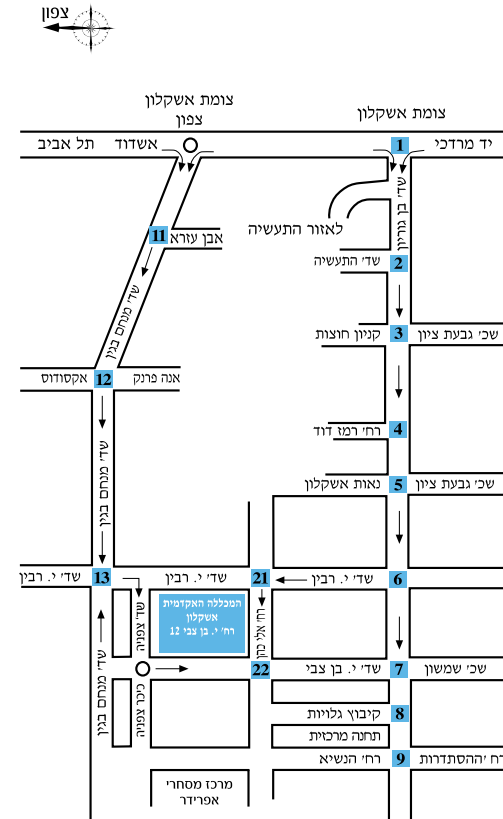 צפון
צומת אשקלון
צפון
צומת אשקלון
תל אביב
אשדוד
1
יד מרדכי
שד' בן גוריון
לאזור התעשיה
11
אבן עזרא
שד' מנחם בגין
2
שד' התעשיה
3
קניון חוצות
שכ' גבעת ציון
אקסודוס
12
אנה פרנק
4
רח' רמז דוד
שד' מנחם בגין
5
נאות אשקלון
שכ' גבעת ציון
שד' י. רבין
13
שד' י. רבין
21
שד' י. רבין
6
שד' צפניה
המכללה האקדמית
אשקלון
רח' י. בן צבי 12
רח' אלי כהן
שד' מנחם בגין
ככר צפניה
22
שד' י. בן צבי
7
שכ' שמשון
קיבוץ גלויות
8
תחנה מרכזית
רח' הנשיא
9
רח 'ההסתדרות
מרכז מסחרי
אפרידר